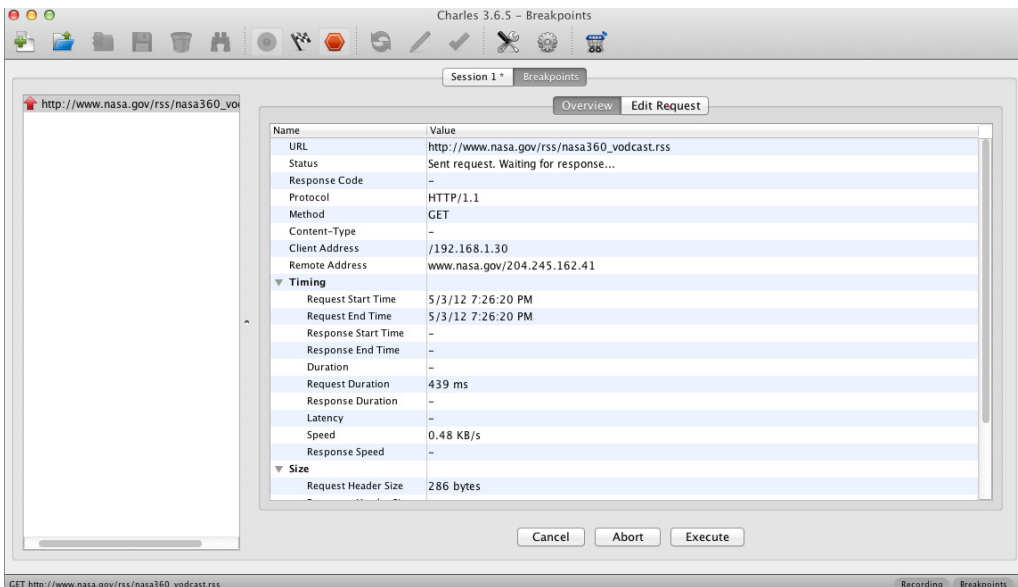 Charles 3.6.5 - Breakpoints
Session 1 * Breakpoints
http://www.nasa.gov/rss/nasa360_vo
Overview Edit Request
Name Value
URL http://www.nasa.gov/rss/nasa360_vodcast.rss
Status Sent request. Waiting for response...
Response Code -
Protocol HTTP/1.1
Method GET
Content-Type -
Client Address /192.168.1.30
Remote Address www.nasa.gov/204.245.162.41
Timing
Request Start Time 5/3/12 7:26:20 PM
Request End Time 5/3/12 7:26:20 PM
Response Start Time -
Response End Time -
Duration -
Request Duration 439 ms
Response Duration -
Latency -
Speed 0.48 KB/s
Response Speed -
Size
Request Header Size 286 bytes
Cancel Abort Execute
GET http://www.nasa.gov/rss/nasa360_vodcast.rss Recording Breakpoints